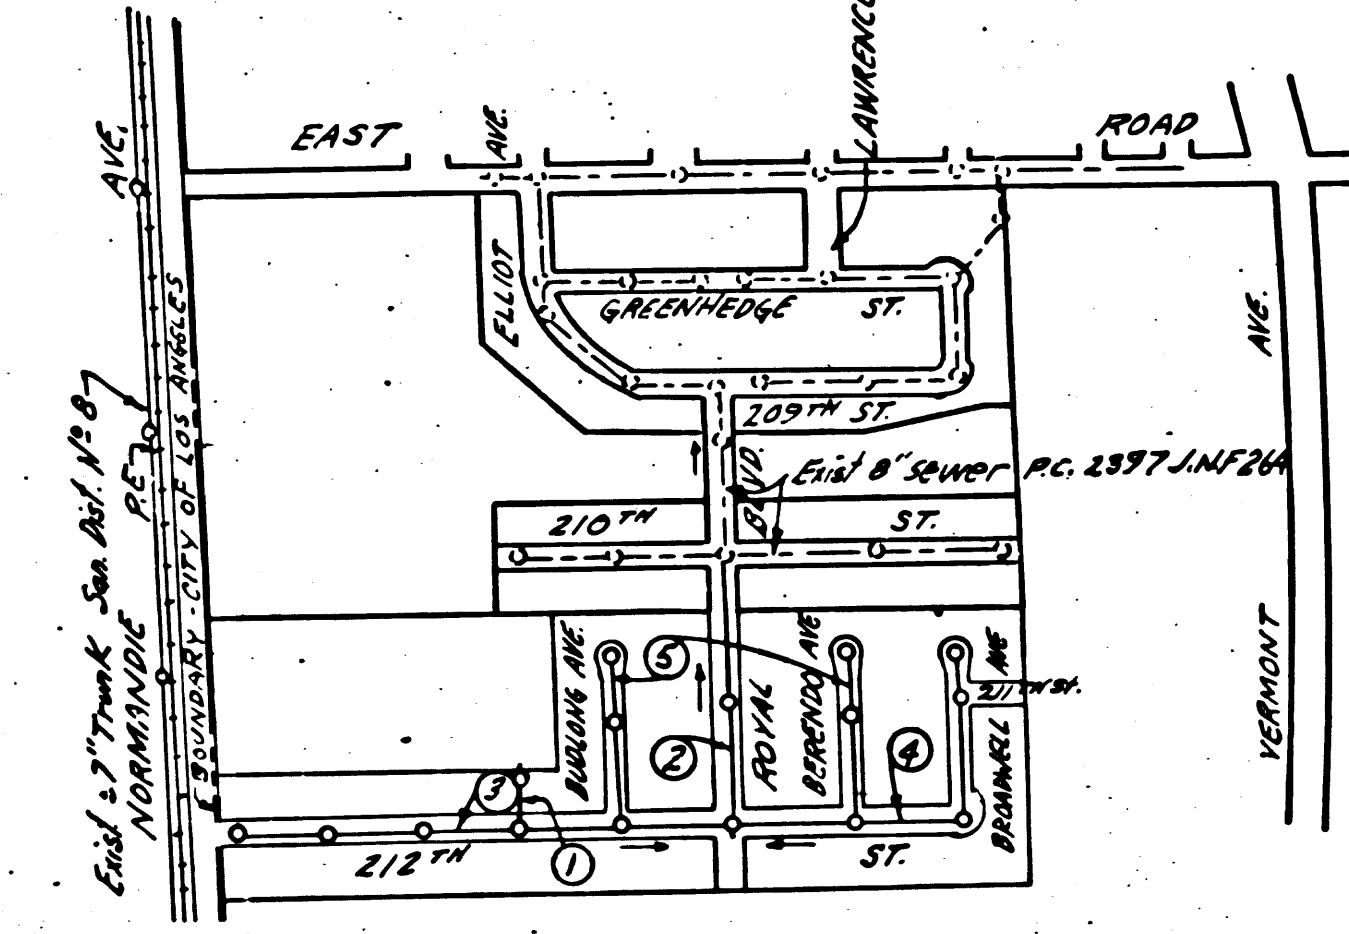 LAWRENCE
EAST
AVE.
ROAD
AVE.
ELLIOT
GREENHEDGE ST.
AVE.
209TH ST.
BLVD.
Exist 8" Sewer P.C. 2397 J.N.F264
210TH ST.
P.E.
San. Dist. Nº 8
Exist 27" Trunk
NORMANDIE
BOUNDARY - CITY OF LOS ANGGLES
BUDLONG AVE.
5
BERENDO AVE
AVE
211TH St.
2
ROYAL
4
BROADWELL
VERMONT
3
212TH ST.
1